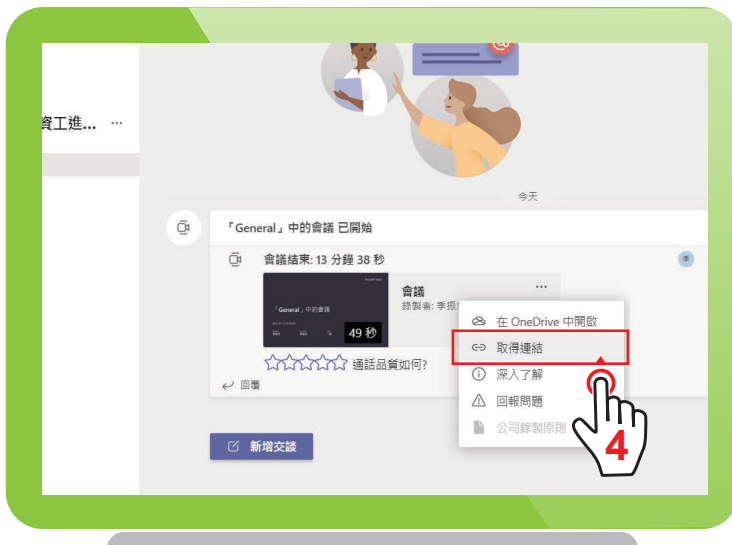 資工進... ...
今天
「General」中的會議 已開始
會議結束: 13 分鐘 38 秒
會議
...
錄製者: 季振
「General」中的會議
49 秒
在 OneDrive 中開啟
取得連結
通話品質如何?
深入了解
回覆
回報問題
公司錄製原則
新增交談
4